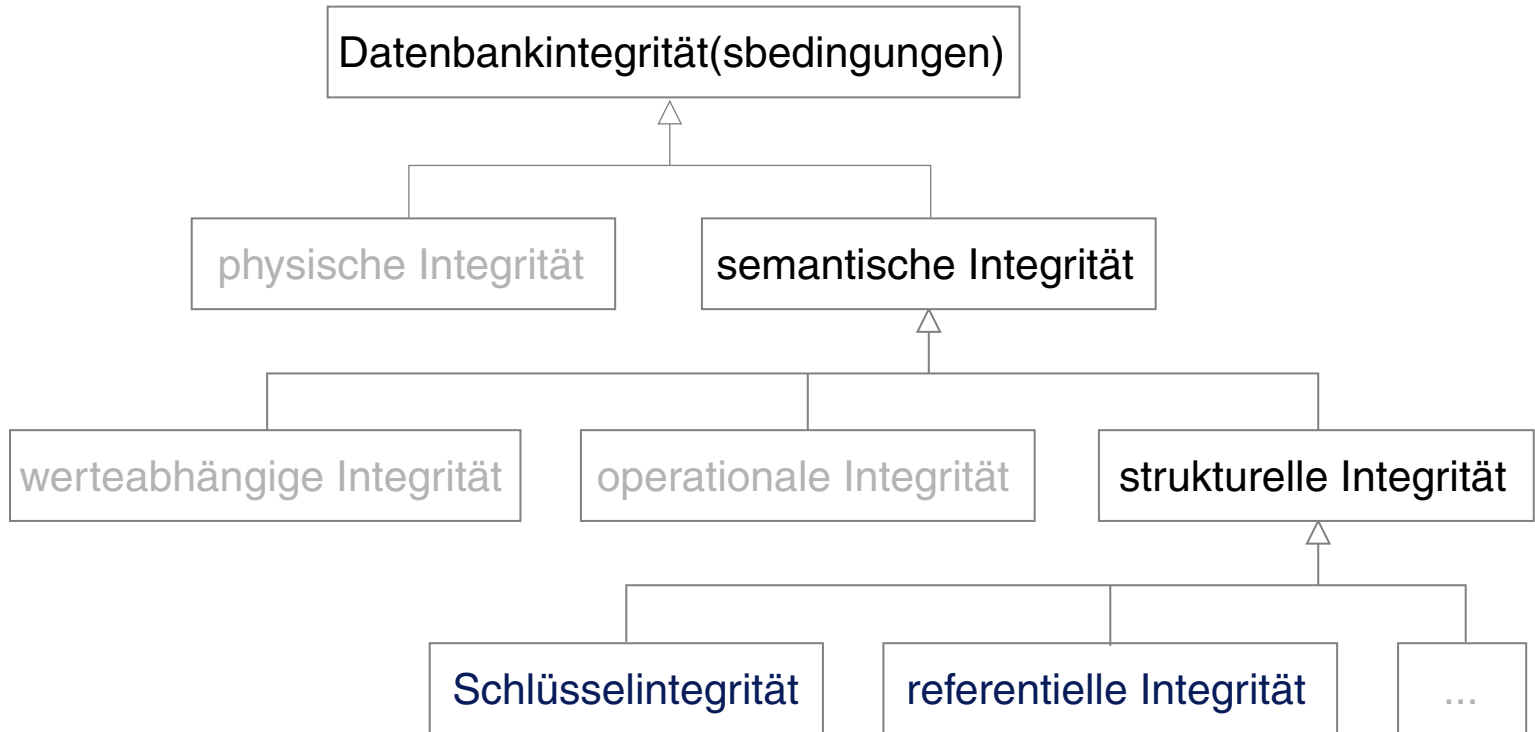 Datenbankintegrität(sbedingungen)
physische Integrität
semantische Integrität
werteabhängige Integrität
operationale Integrität
strukturelle Integrität
Schlüsselintegrität
referentielle Integrität
...